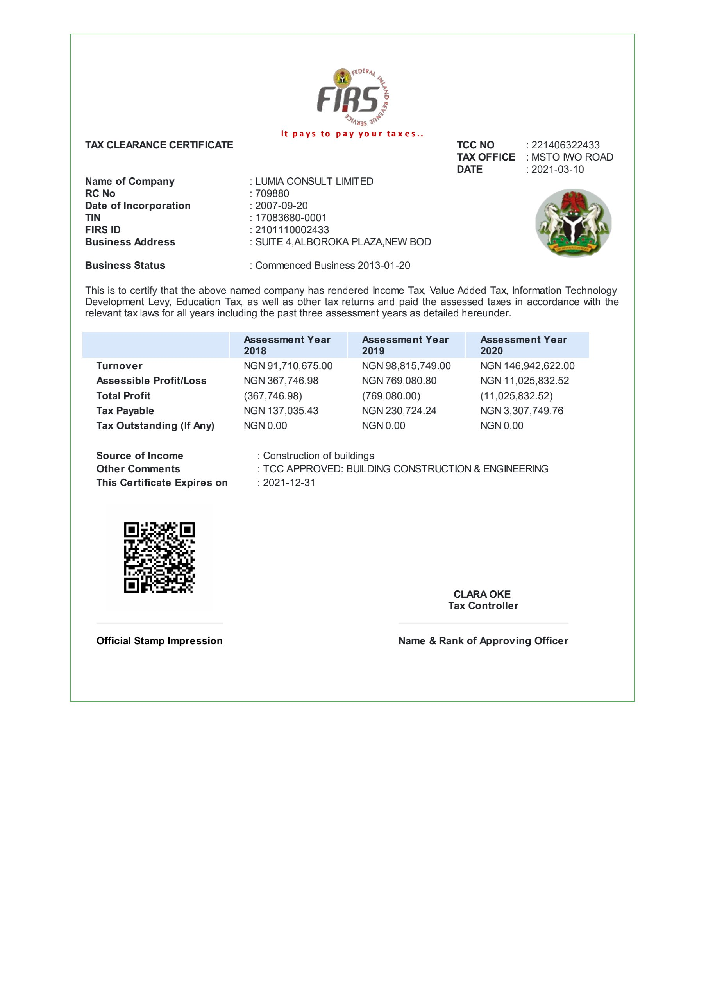 FEDERAL INLAND REVENUE SERVICE
FIRS
It pays to pay your taxes..
TAX CLEARANCE CERTIFICATE
TCC NO : 221406322433
TAX OFFICE : MSTO IWO ROAD
DATE : 2021-03-10
Name of Company : LUMIA CONSULT LIMITED
RC No : 709880
Date of Incorporation : 2007-09-20
TIN : 17083680-0001
FIRS ID : 2101110002433
Business Address : SUITE 4,ALBOROKA PLAZA,NEW BOD
Business Status : Commenced Business 2013-01-20
This is to certify that the above named company has rendered Income Tax, Value Added Tax, Information Technology
Development Levy, Education Tax, as well as other tax returns and paid the assessed taxes in accordance with the
relevant tax laws for all years including the past three assessment years as detailed hereunder.
Assessment Year 2018 Assessment Year 2019 Assessment Year 2020
Turnover NGN 91,710,675.00 NGN 98,815,749.00 NGN 146,942,622.00
Assessible Profit/Loss NGN 367,746.98 NGN 769,080.80 NGN 11,025,832.52
Total Profit (367,746.98) (769,080.00) (11,025,832.52)
Tax Payable NGN 137,035.43 NGN 230,724.24 NGN 3,307,749.76
Tax Outstanding (If Any) NGN 0.00 NGN 0.00 NGN 0.00
Source of Income : Construction of buildings
Other Comments : TCC APPROVED: BUILDING CONSTRUCTION & ENGINEERING
This Certificate Expires on : 2021-12-31
CLARA OKE
Tax Controller
Official Stamp Impression
Name & Rank of Approving Officer